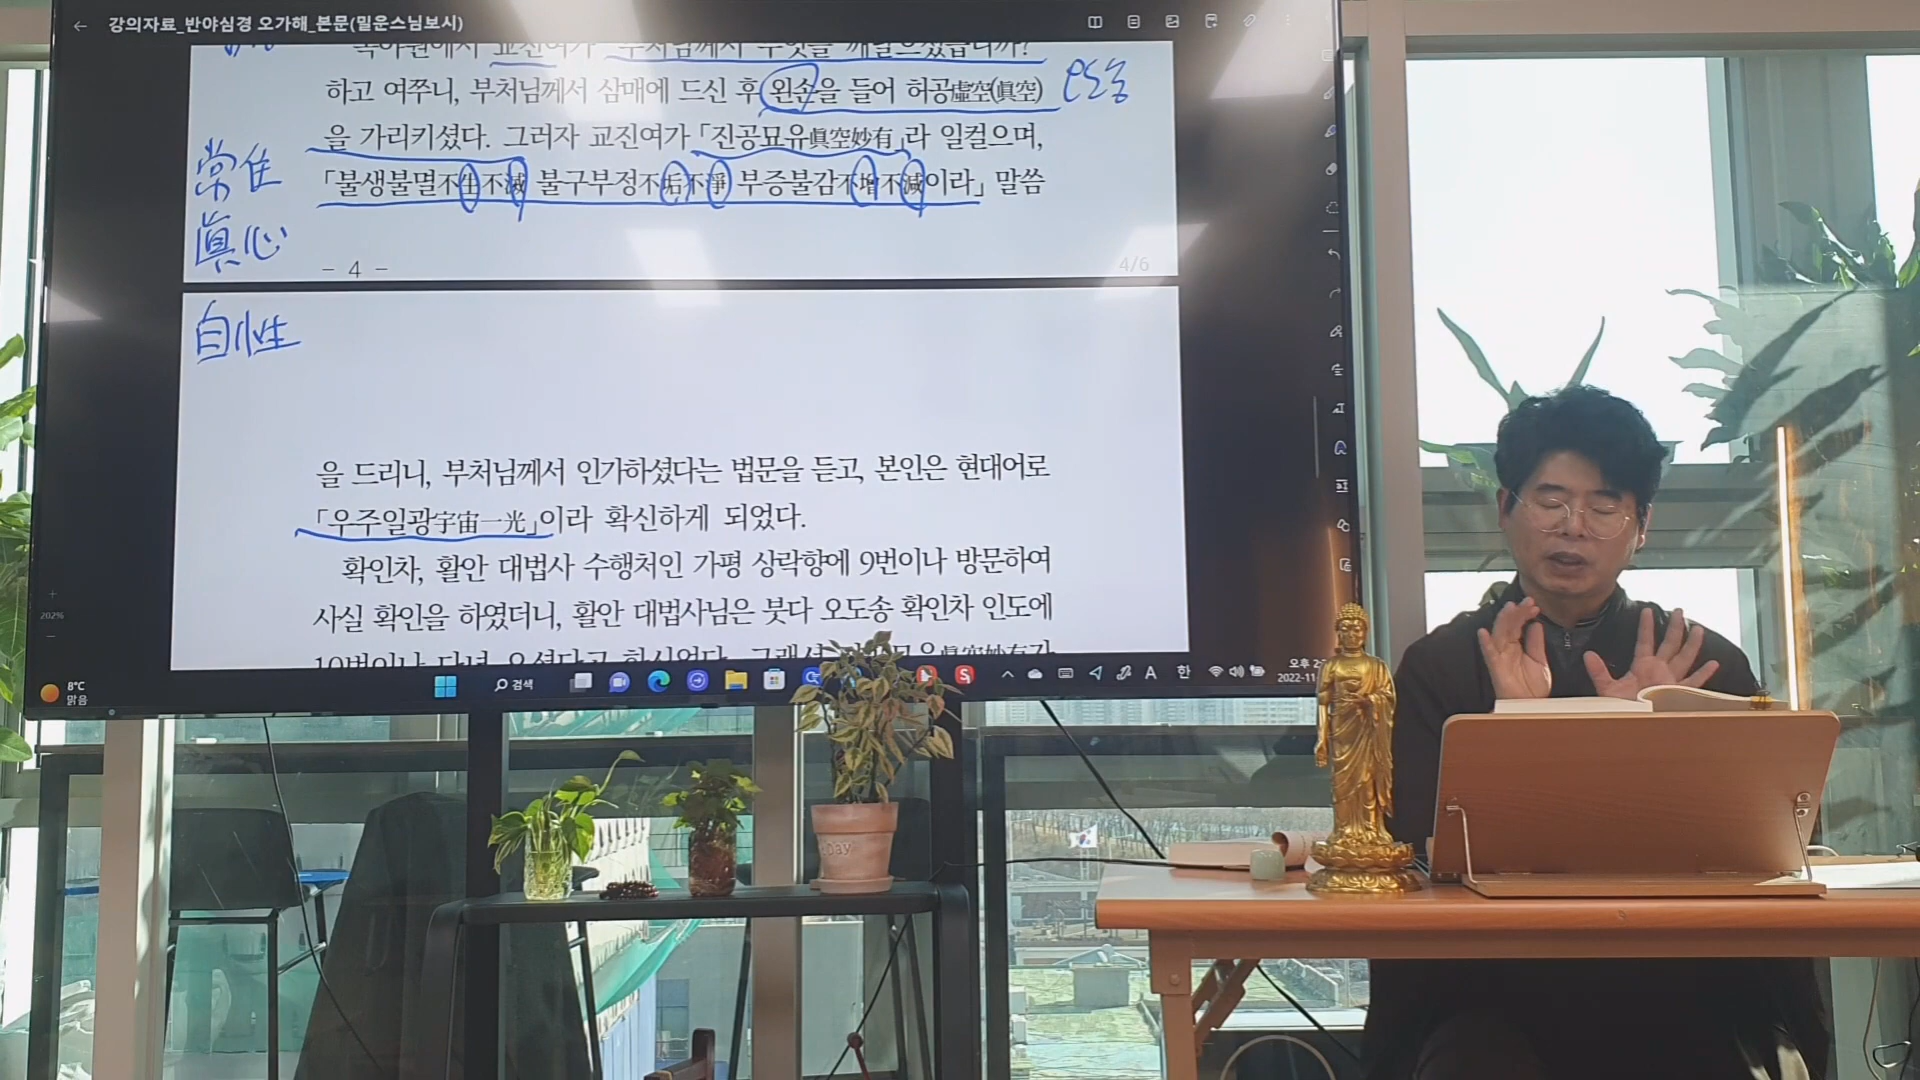 강의자료_반야심경 오가해_본문(밀운스님보시)
하고 여쭈니, 부처님께서 삼매에 드신 후 왼손을 들어 허공虛空(眞空)
을 가리키셨다. 그러자 교진여가 「진공묘유眞空妙有」라 일컬으며,
「불생불멸不生不滅 불구부정不垢不淨 부증불감不增不減이라」 말씀
常住
眞心
- 4 -
4/6
自性
을 드리니, 부처님께서 인가하셨다는 법문을 듣고, 본인은 현대어로
「우주일광宇宙一光」이라 확신하게 되었다.
확인차, 활안 대법사 수행처인 가평 상락향에 9번이나 방문하여
사실 확인을 하였더니, 활안 대법사님은 붓다 오도송 확인차 인도에
202%
8°C
맑음
검색
A
한
오후 2:
2022-11
Day